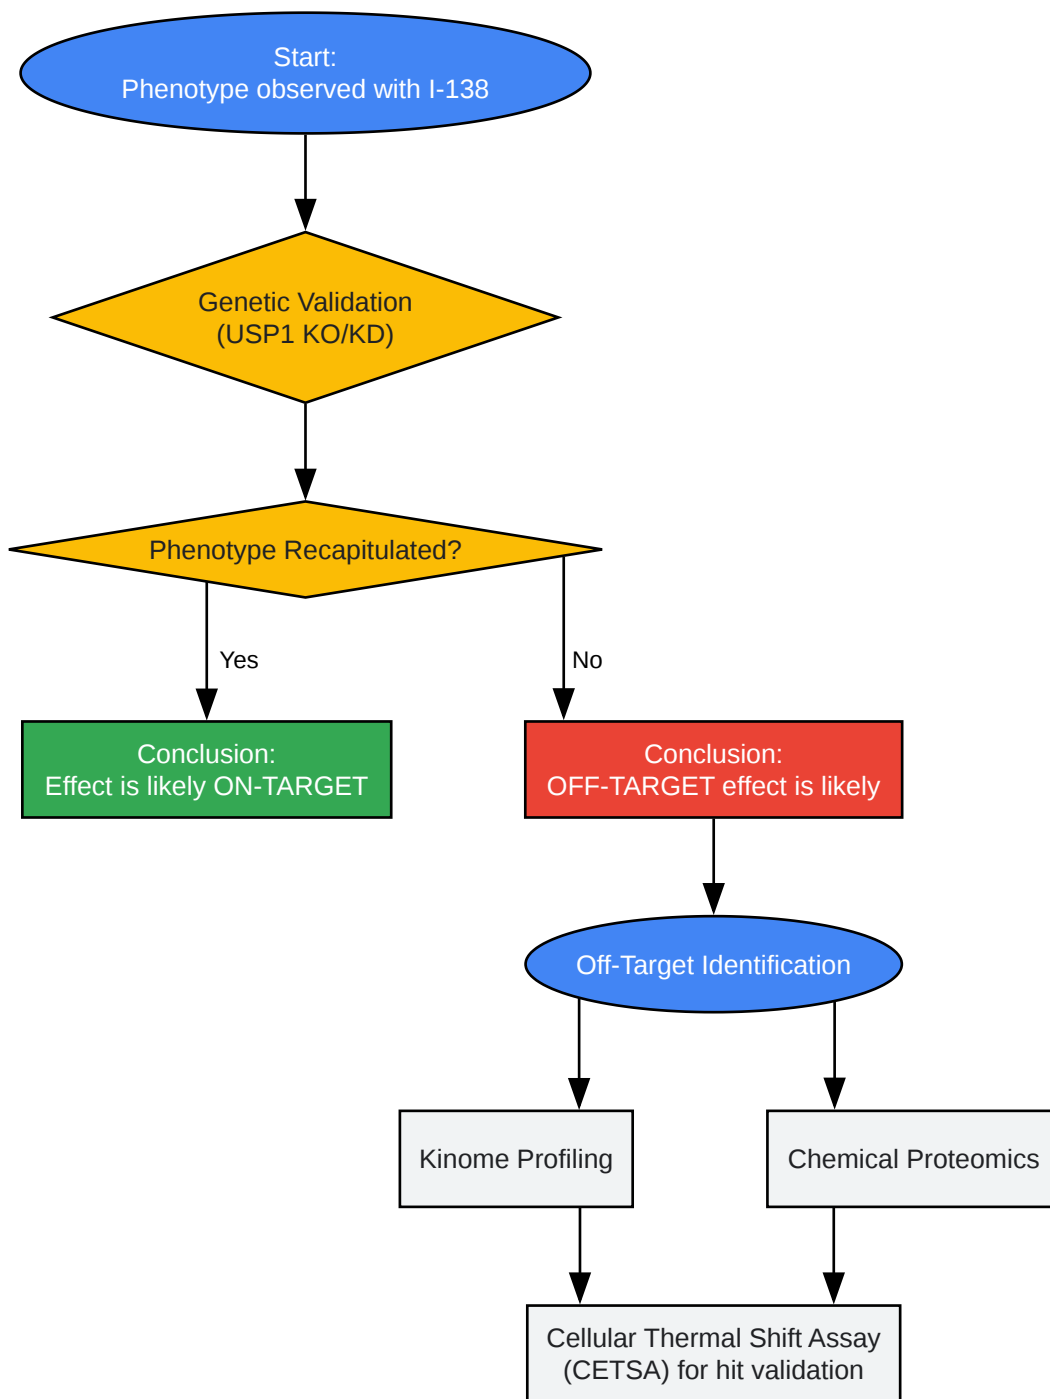 Start:
Phenotype observed with I-138
Genetic Validation
(USP1 KO/KD)
Phenotype Recapitulated?
Yes
No
Conclusion:
Effect is likely ON-TARGET
Conclusion:
OFF-TARGET effect is likely
Off-Target Identification
Kinome Profiling
Chemical Proteomics
Cellular Thermal Shift Assay
(CETSA) for hit validation